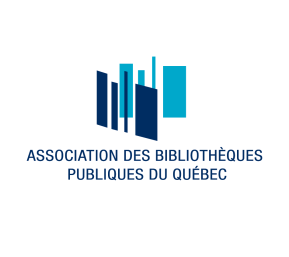 ASSOCIATION DES BIBLIOTHÈQUES
PUBLIQUES DU QUÉBEC